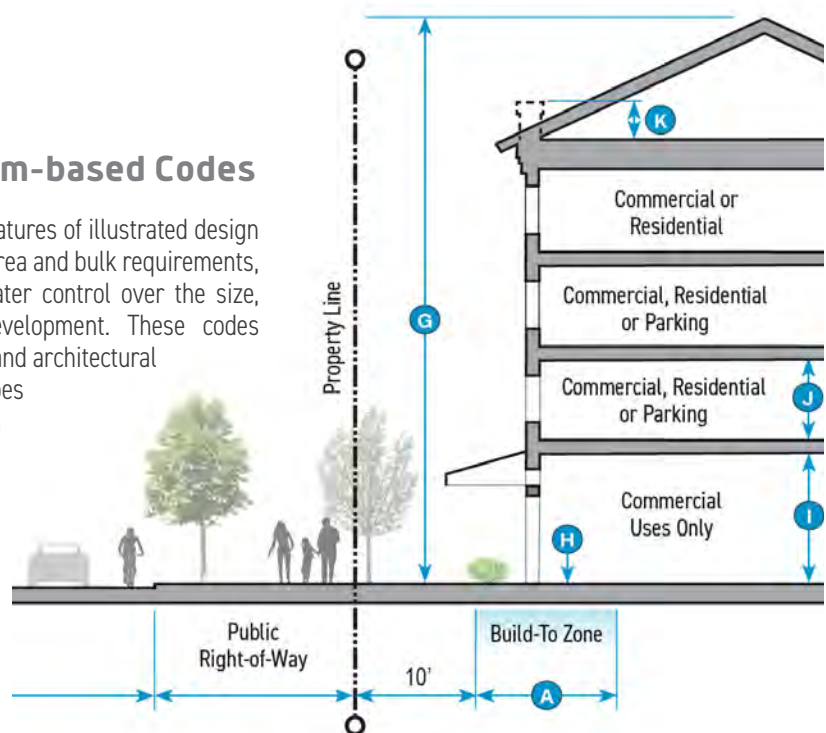 m-based Codes
atures of illustrated design
rea and bulk requirements,
ater control over the size,
evelopment. These codes
and architectural
es
Property Line
G
K
Commercial or
Residential
Commercial, Residential
or Parking
Commercial, Residential
or Parking
J
Commercial
Uses Only
I
H
Public
Right-of-Way
10'
Build-To Zone
A